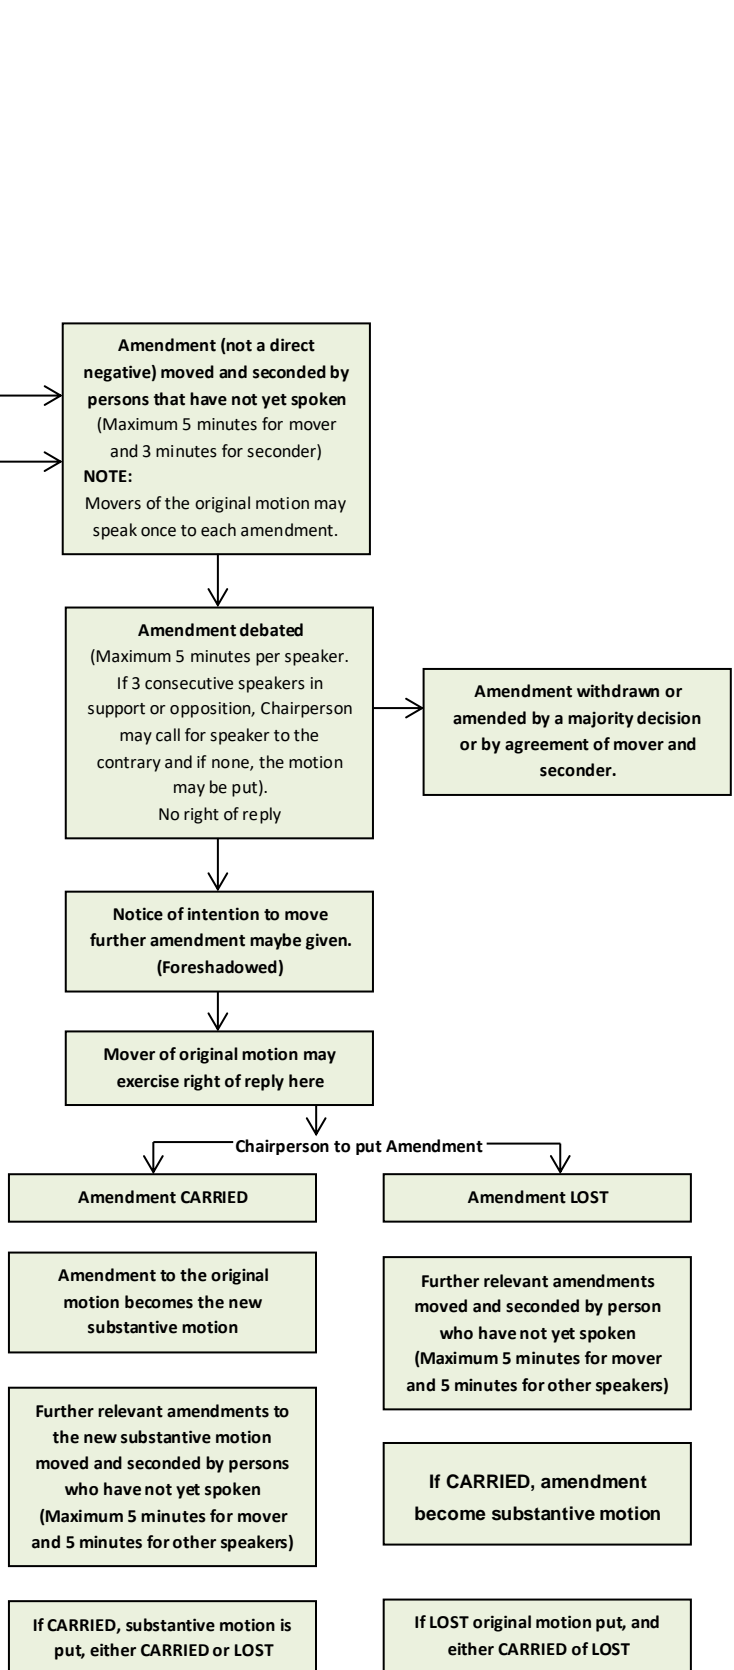 Amendment (not a direct
negative) moved and seconded by
persons that have not yet spoken
(Maximum 5 minutes for mover
and 3 minutes for seconder)
NOTE:
Movers of the original motion may
speak once to each amendment.
Amendment debated
(Maximum 5 minutes per speaker.
If 3 consecutive speakers in
support or opposition, Chairperson
may call for speaker to the
contrary and if none, the motion
may be put).
No right of reply
Amendment withdrawn or
amended by a majority decision
or by agreement of mover and
seconder.
Notice of intention to move
further amendment maybe given.
(Foreshadowed)
Mover of original motion may
exercise right of reply here
Chairperson to put Amendment
Amendment CARRIED
Amendment to the original
motion becomes the new
substantive motion
Further relevant amendments to
the new substantive motion
moved and seconded by persons
who have not yet spoken
(Maximum 5 minutes for mover
and 5 minutes for other speakers)
If CARRIED, substantive motion is
put, either CARRIED or LOST
Amendment LOST
Further relevant amendments
moved and seconded by person
who have not yet spoken
(Maximum 5 minutes for mover
and 5 minutes for other speakers)
If CARRIED, amendment
become substantive motion
If LOST original motion put, and
either CARRIED of LOST